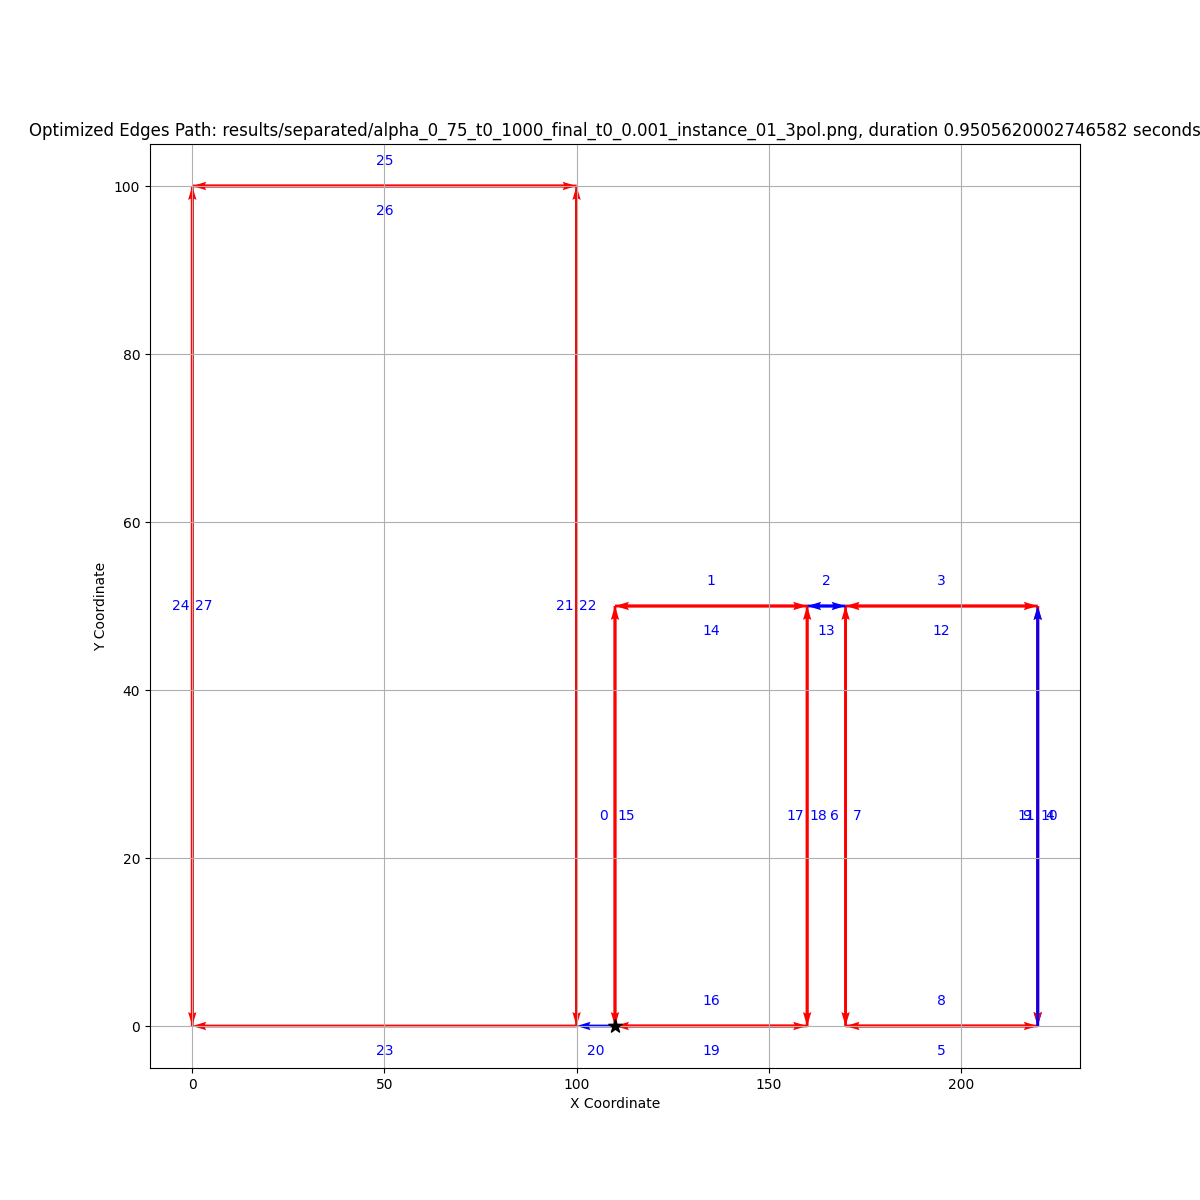 Optimized Edges Path: results/separated/alpha_0_75_t0_1000_final_t0_0.001_instance_01_3pol.png, duration 0.9505620002746582 seconds
25
100
26
80
60
Y Coordinate
24 27
21 22
1 2 3
14 13 12
40
20
0 15
17 18 6 7
11 10
16 8
0
23 20 19 5
0 50 100 150 200
X Coordinate